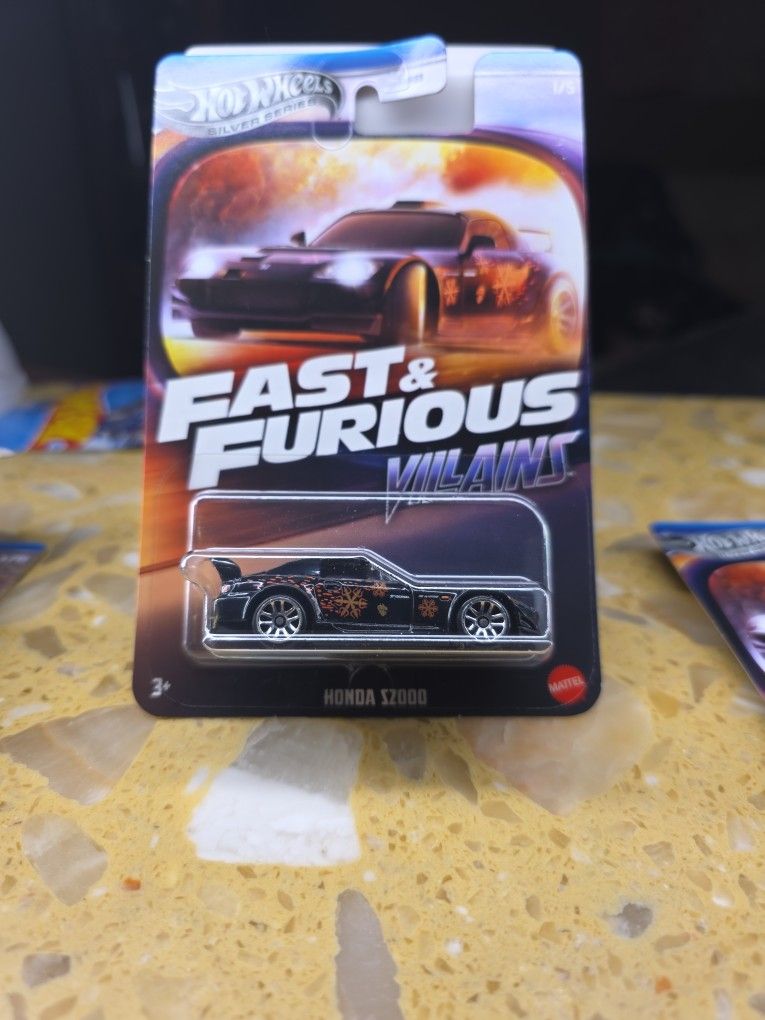 HOT WHEELS
SILVER SERIES
1/5
FAST &
FURIOUS
VILLAINS
3+
HONDA S2000
MATTEL